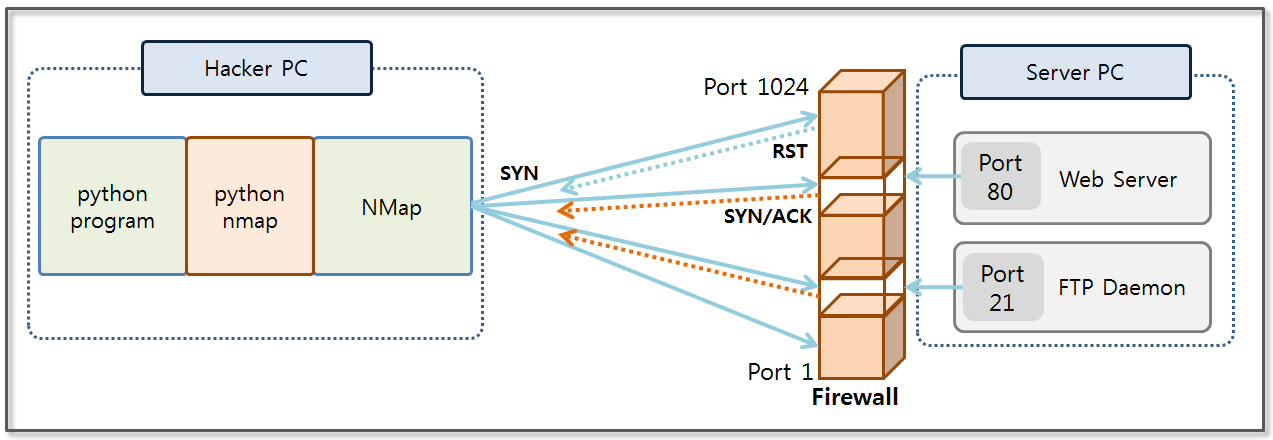 Hacker PC
python
program
python
nmap
NMap
SYN
RST
SYN/ACK
Port 1024
Port 1
Firewall
Server PC
Port
80
Web Server
Port
21
FTP Daemon